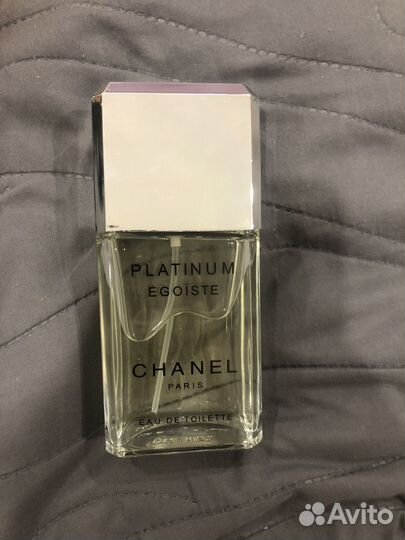 PLATINUM
ÉGOÏSTE
CHANEL
PARIS
EAU DE TOILETTE
Avito